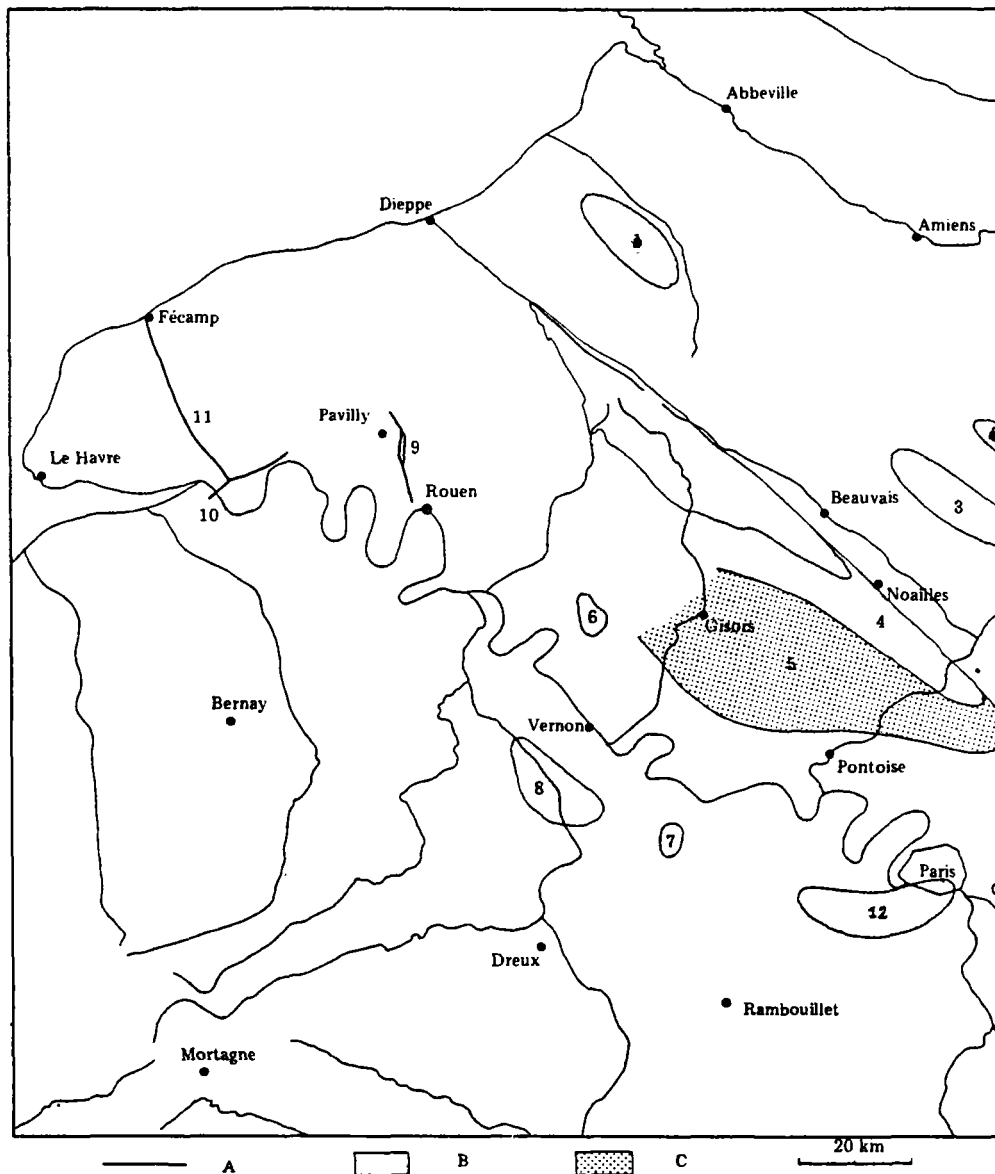 Abbeville
Dieppe
Amiens
Fécamp
11
Pavilly
9
Le Havre
Rouen
Beauvais
3
10
Noailles
6
Gisors
4
5
Bernay
Vernon
Pontoise
8
7
Paris
12
Dreux
Rambouillet
Mortagne
20 km
A
B
C